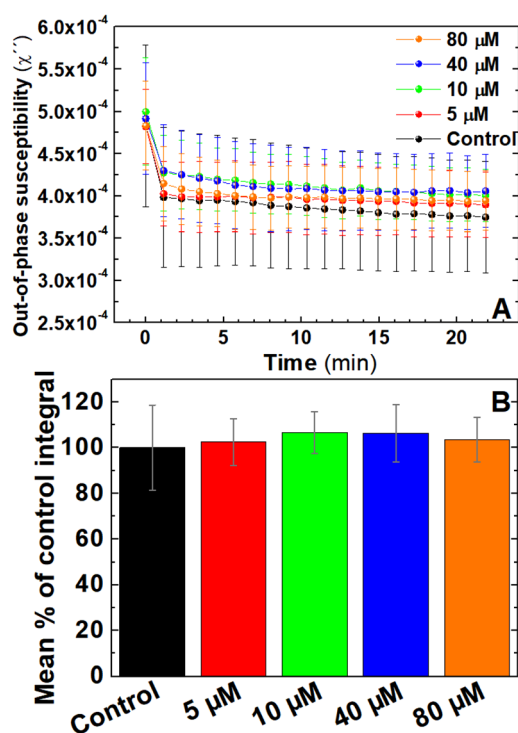 6.0x10⁻⁴
5.5x10⁻⁴
5.0x10⁻⁴
4.5x10⁻⁴
4.0x10⁻⁴
3.5x10⁻⁴
3.0x10⁻⁴
2.5x10⁻⁴
Out-of-phase susceptibility (χ´´)
80 µM
40 µM
10 µM
5 µM
Control
A
0 5 10 15 20
Time (min)
B
120
100
80
60
40
20
0
Mean % of control integral
Control 5 µM 10 µM 40 µM 80 µM